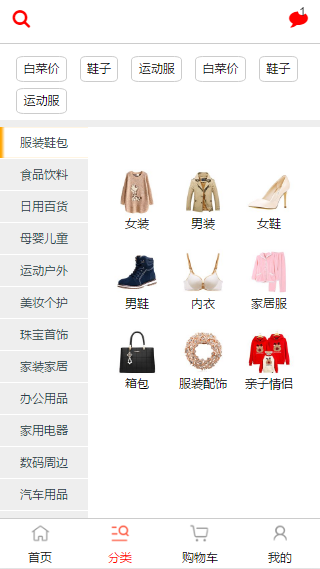 1
白菜价 鞋子 运动服 白菜价 鞋子
运动服
服装鞋包
食品饮料
日用百货
母婴儿童
运动户外
美妆个护
珠宝首饰
家装家居
办公用品
家用电器
数码周边
汽车用品
女装 男装 女鞋
男鞋 内衣 家居服
箱包 服装配饰 亲子情侣
首页 分类 购物车 我的